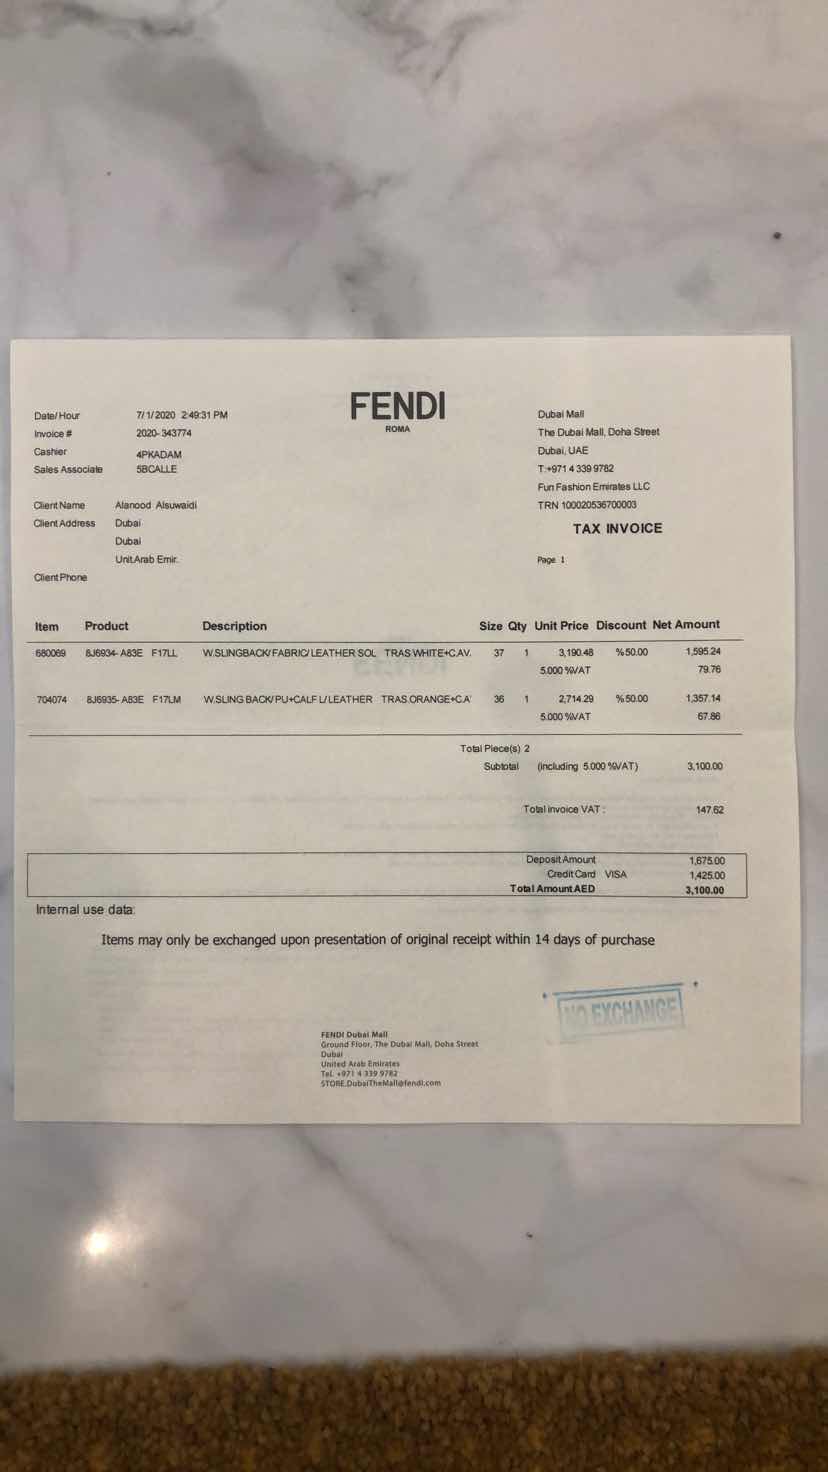 FENDI
ROMA
Date/Hour 7/1/2020 2:49:31 PM
Invoice # 2020-343774
Cashier 4PKADAM
Sales Associate 5BCALLE
Client Name Alanood Alsuwaidi
Client Address Dubai
Dubai
Unit.Arab Emir.
Client Phone
Dubai Mall
The Dubai Mall, Doha Street
Dubai, UAE
T:+971 4 339 9782
Fun Fashion Emirates LLC
TRN 100020536700003
TAX INVOICE
Page 1
Item Product Description Size Qty Unit Price Discount Net Amount
680069 8J6934-A83E F17LL W.SLINGBACK/FABRIC/LEATHER SOL TRAS.WHITE+C.AV. 37 1 3,190.48 %50.00 1,595.24
5.000 %VAT 79.76
704074 8J6935-A83E F17LM W.SLING BACK/PU+CALF L/LEATHER TRAS.ORANGE+C.A' 36 1 2,714.29 %50.00 1,357.14
5.000 %VAT 67.86
Total Piece(s) 2
Subtotal (including 5.000 %VAT) 3,100.00
Total invoice VAT : 147.62
Deposit Amount 1,675.00
Credit Card VISA 1,425.00
Total Amount AED 3,100.00
Internal use data:
Items may only be exchanged upon presentation of original receipt within 14 days of purchase
NO EXCHANGE
FENDI Dubai Mall
Ground Floor, The Dubai Mall, Doha Street
Dubai
United Arab Emirates
Tel. +971 4 339 9782
STORE.DubaiTheMall@fendi.com